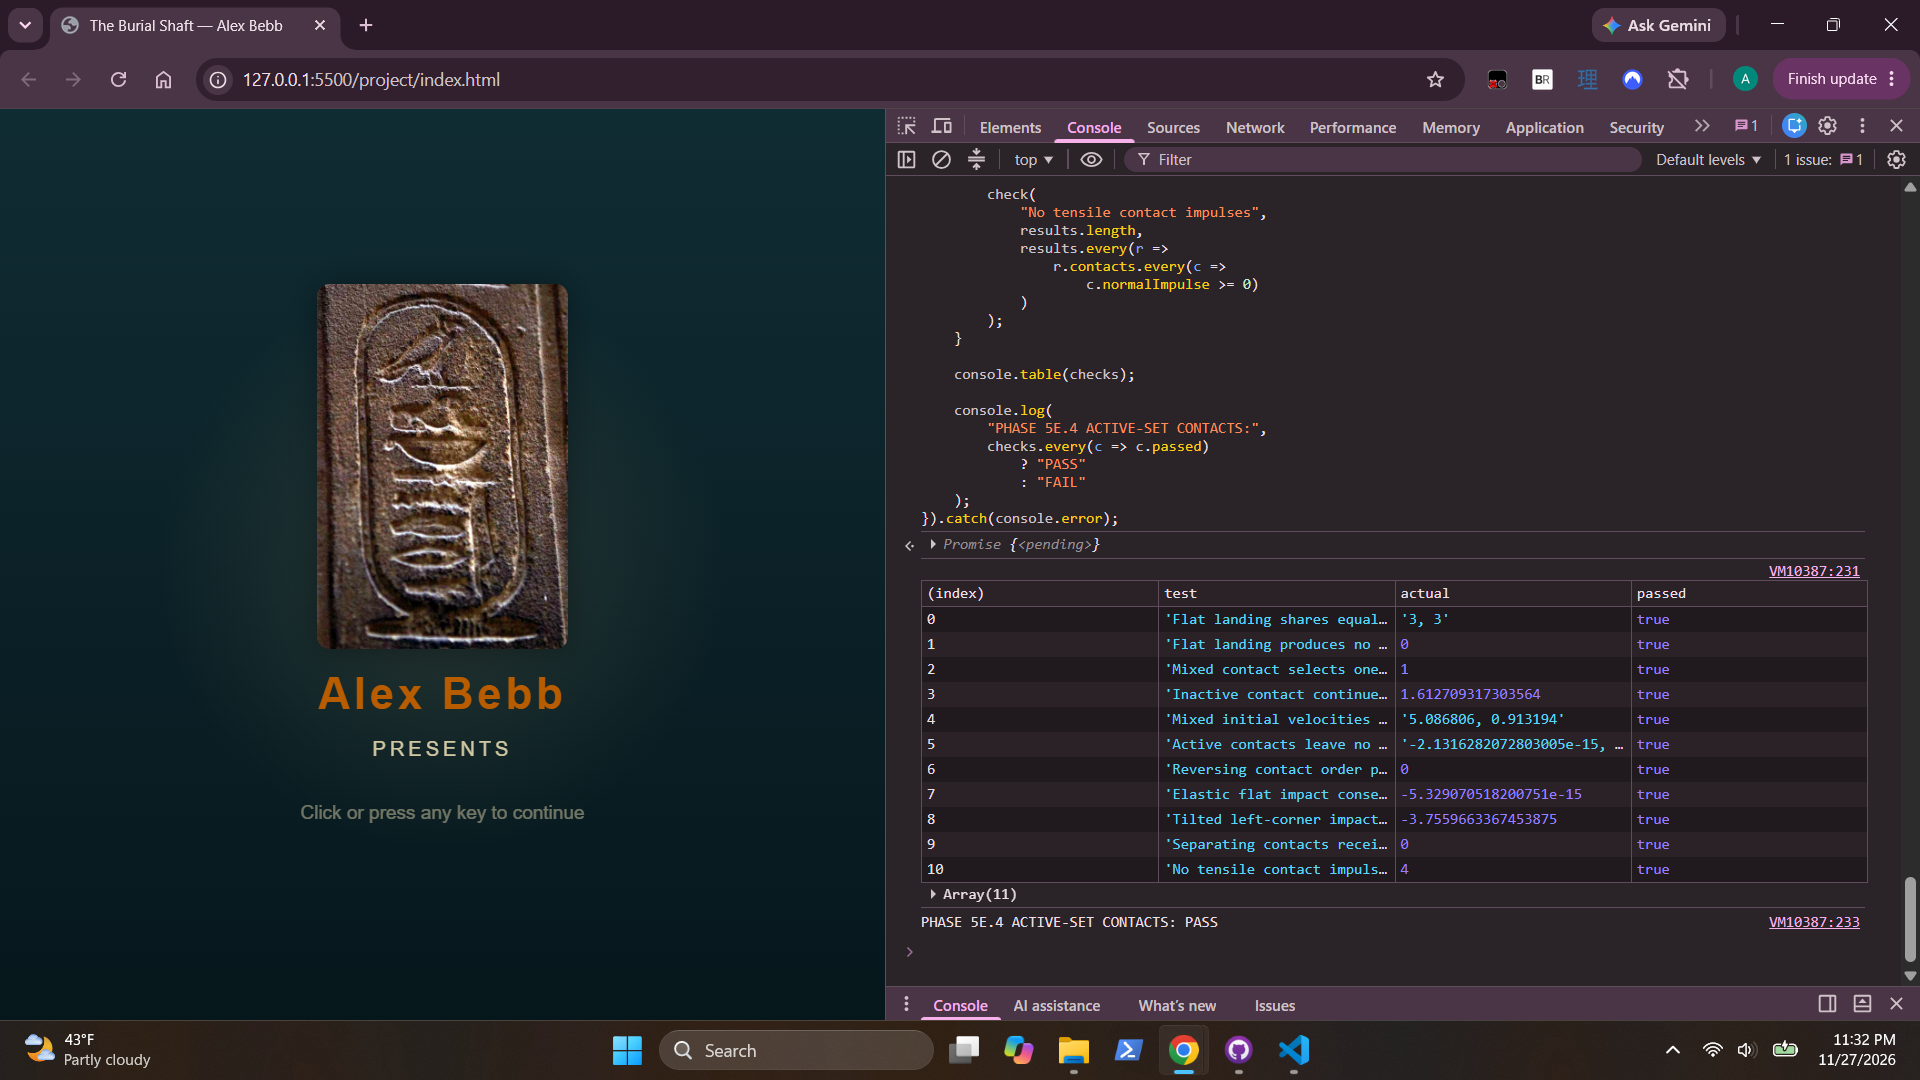 The Burial Shaft — Alex Bebb
Ask Gemini
127.0.0.1:5500/project/index.html
BR
理
A
Finish update
Alex Bebb
PRESENTS
Click or press any key to continue
Elements
Console
Sources
Network
Performance
Memory
Application
Security
1
top
Filter
Default levels
1 issue:
1
check(
"No tensile contact impulses",
results.length,
results.every(r =>
r.contacts.every(c =>
c.normalImpulse >= 0)
)
);
}
console.table(checks);
console.log(
"PHASE 5E.4 ACTIVE-SET CONTACTS:",
checks.every(c => c.passed)
? "PASS"
: "FAIL"
);
}).catch(console.error);
Promise {<pending>}
VM10387:231
(index) test actual passed
0 'Flat landing shares equal… '3, 3' true
1 'Flat landing produces no … 0 true
2 'Mixed contact selects one… 1 true
3 'Inactive contact continue… 1.612709317303564 true
4 'Mixed initial velocities … '5.086806, 0.913194' true
5 'Active contacts leave no … '-2.1316282072803005e-15, … true
6 'Reversing contact order p… 0 true
7 'Elastic flat impact conse… -5.329070518200751e-15 true
8 'Tilted left-corner impact… -3.7559663367453875 true
9 'Separating contacts recei… 0 true
10 'No tensile contact impuls… 4 true
Array(11)
PHASE 5E.4 ACTIVE-SET CONTACTS: PASS
VM10387:233
Console
AI assistance
What's new
Issues
43°F
Partly cloudy
Search
11:32 PM
11/27/2026